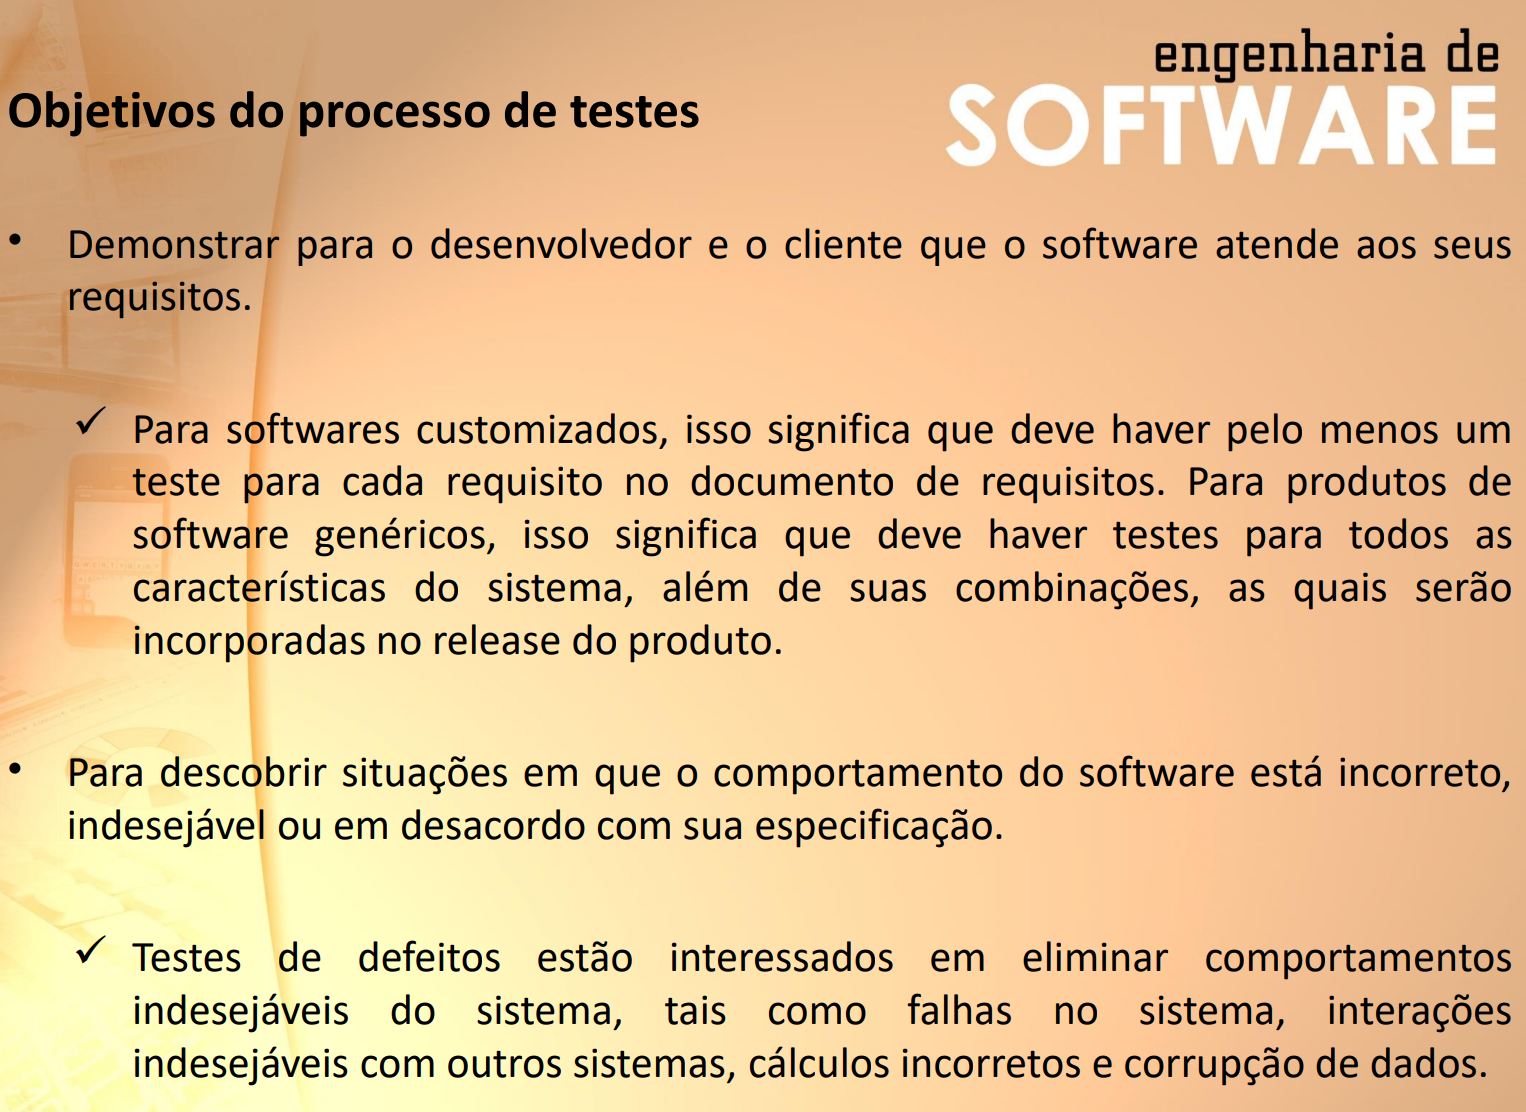 engenharia de
SOFTWARE
Objetivos do processo de testes
• Demonstrar para o desenvolvedor e o cliente que o software atende aos seus
requisitos.
✓ Para softwares customizados, isso significa que deve haver pelo menos um
teste para cada requisito no documento de requisitos. Para produtos de
software genéricos, isso significa que deve haver testes para todos as
características do sistema, além de suas combinações, as quais serão
incorporadas no release do produto.
• Para descobrir situações em que o comportamento do software está incorreto,
indesejável ou em desacordo com sua especificação.
✓ Testes de defeitos estão interessados em eliminar comportamentos
indesejáveis do sistema, tais como falhas no sistema, interações
indesejáveis com outros sistemas, cálculos incorretos e corrupção de dados.